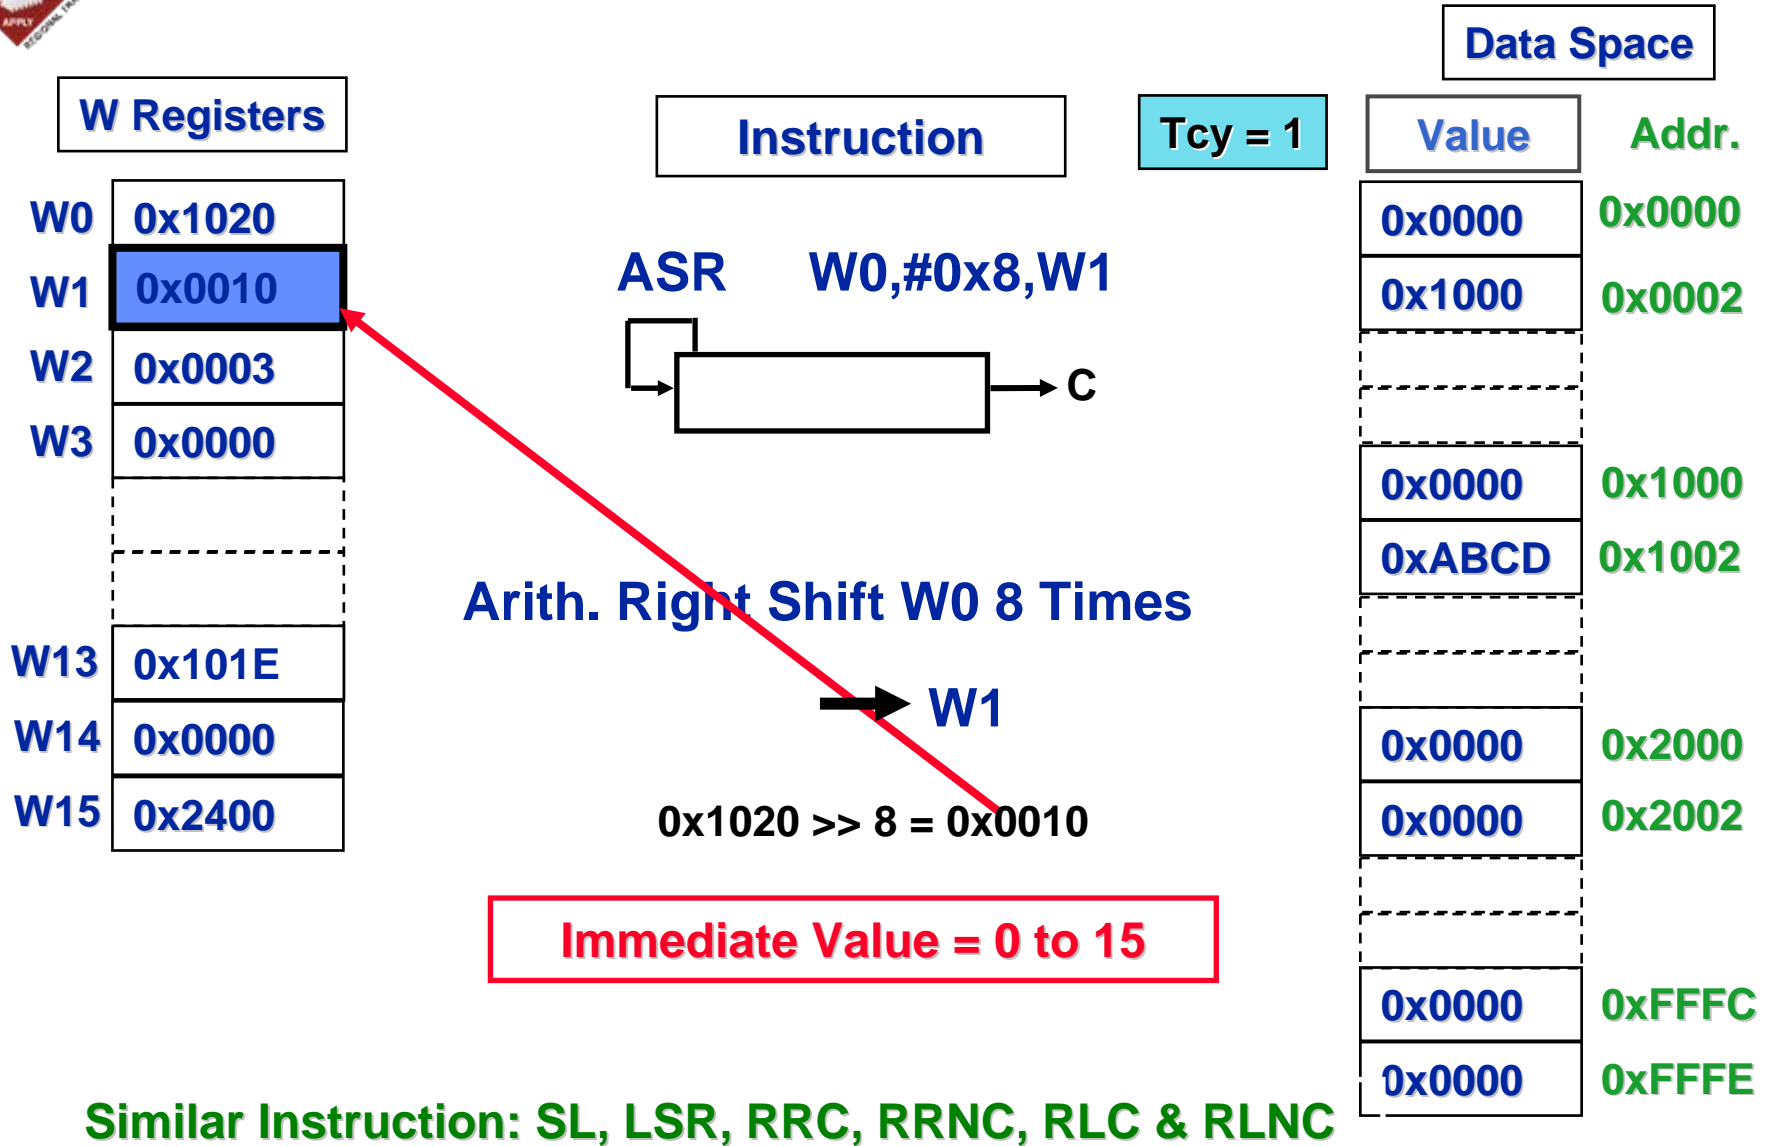 APPLY
Data Space
W Registers
Instruction
Tcy = 1
Value
Addr.
W0 0x1020
W1 0x0010
W2 0x0003
W3 0x0000
W13 0x101E
W14 0x0000
W15 0x2400
ASR W0,#0x8,W1
C
Arith. Right Shift W0 8 Times
W1
0x1020 >> 8 = 0x0010
Immediate Value = 0 to 15
0x0000 0x0000
0x1000 0x0002
0x0000 0x1000
0xABCD 0x1002
0x0000 0x2000
0x0000 0x2002
0x0000 0xFFFC
0x0000 0xFFFE
Similar Instruction: SL, LSR, RRC, RRNC, RLC & RLNC